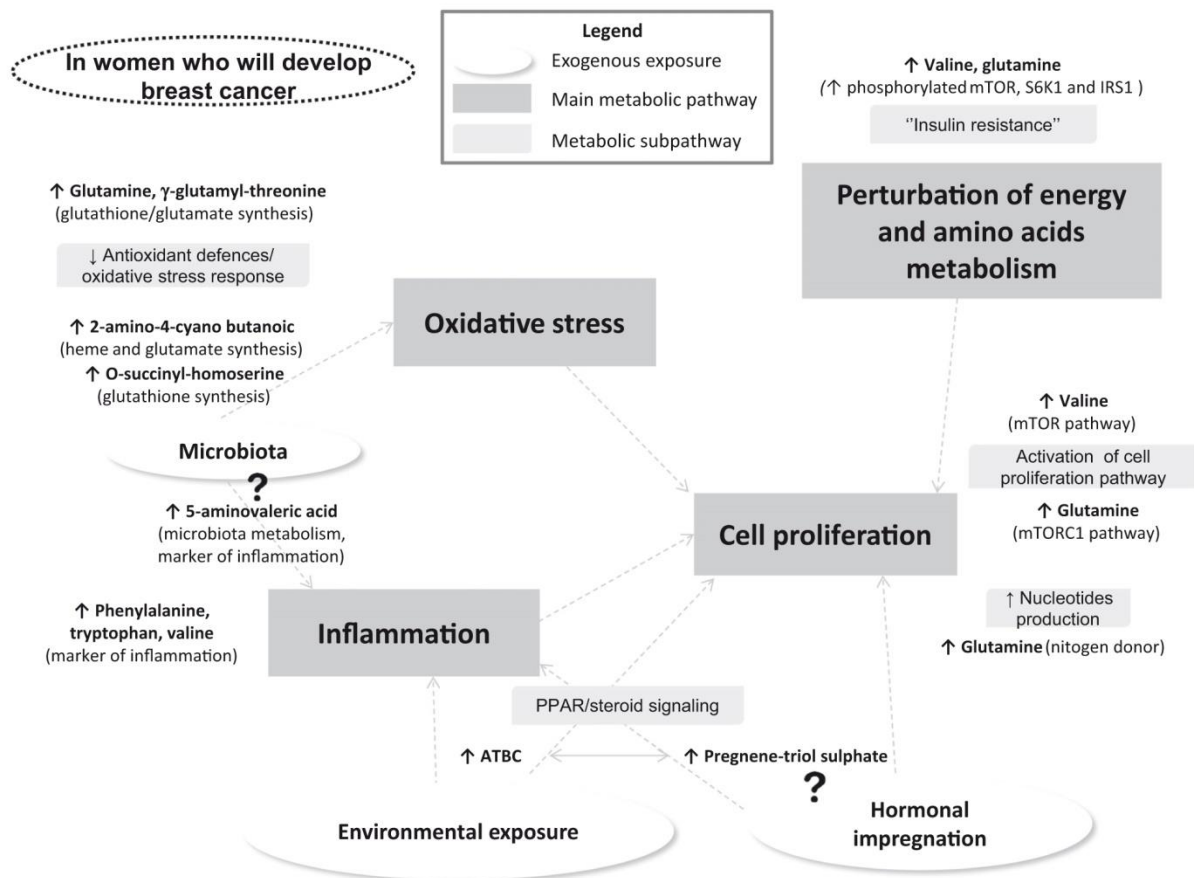 In women who will develop
breast cancer
Legend
Exogenous exposure
Main metabolic pathway
Metabolic subpathway
↑ Valine, glutamine
(↑ phosphorylated mTOR, S6K1 and IRS1 )
‘’Insulin resistance’’
Perturbation of energy
and amino acids
metabolism
↑ Glutamine, γ-glutamyl-threonine
(glutathione/glutamate synthesis)
↓ Antioxidant defences/
oxidative stress response
Oxidative stress
↑ 2-amino-4-cyano butanoic
(heme and glutamate synthesis)
↑ O-succinyl-homoserine
(glutathione synthesis)
Microbiota
?
↑ 5-aminovaleric acid
(microbiota metabolism,
marker of inflammation)
↑ Valine
(mTOR pathway)
Activation of cell
proliferation pathway
↑ Glutamine
(mTORC1 pathway)
Cell proliferation
↑ Phenylalanine,
tryptophan, valine
(marker of inflammation)
Inflammation
↑ Nucleotides
production
↑ Glutamine (nitogen donor)
PPAR/steroid signaling
↑ ATBC
↑ Pregnene-triol sulphate
?
Environmental exposure
Hormonal
impregnation